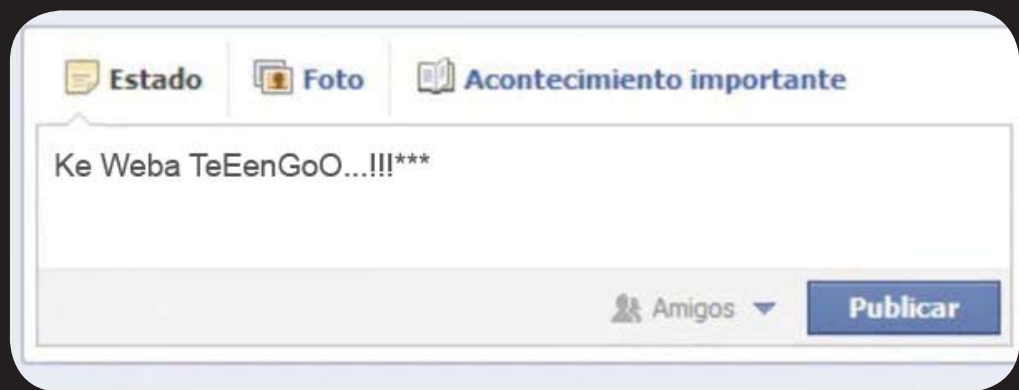 Estado Foto Acontecimiento importante
Ke Weba TeEenGoO...!!!***
Amigos Publicar